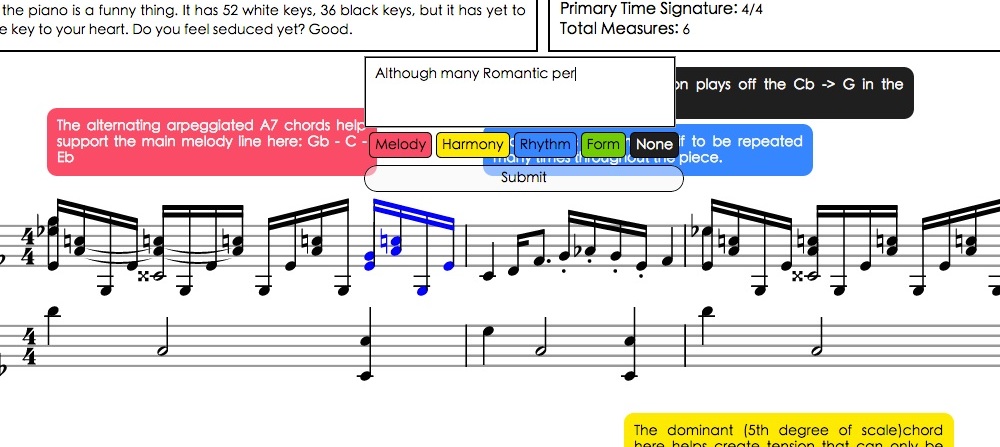 the piano is a funny thing. It has 52 white keys, 36 black keys, but it has yet to
e key to your heart. Do you feel seduced yet? Good.
Primary Time Signature: 4/4
Total Measures: 6
Although many Romantic per
on plays off the Cb -> G in the
The alternating arpeggiated A7 chords help
support the main melody line here: Gb - C -
Eb
Melody Harmony Rhythm Form None
f to be repeated
many times throughout the piece.
Submit
4/4
4/4
The dominant (5th degree of scale)chord
here helps create tension that can only be